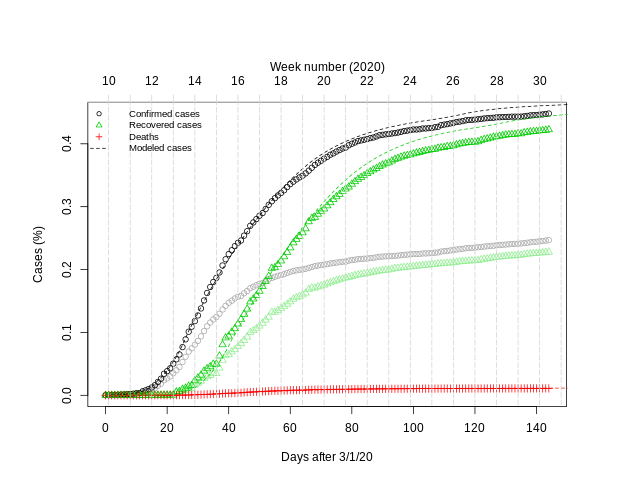 Week number (2020)
10 12 14 16 18 20 22 24 26 28 30
Confirmed cases
Recovered cases
Deaths
Modeled cases
Cases (%)
0.4
0.3
0.2
0.1
0.0
0 20 40 60 80 100 120 140
Days after 3/1/20